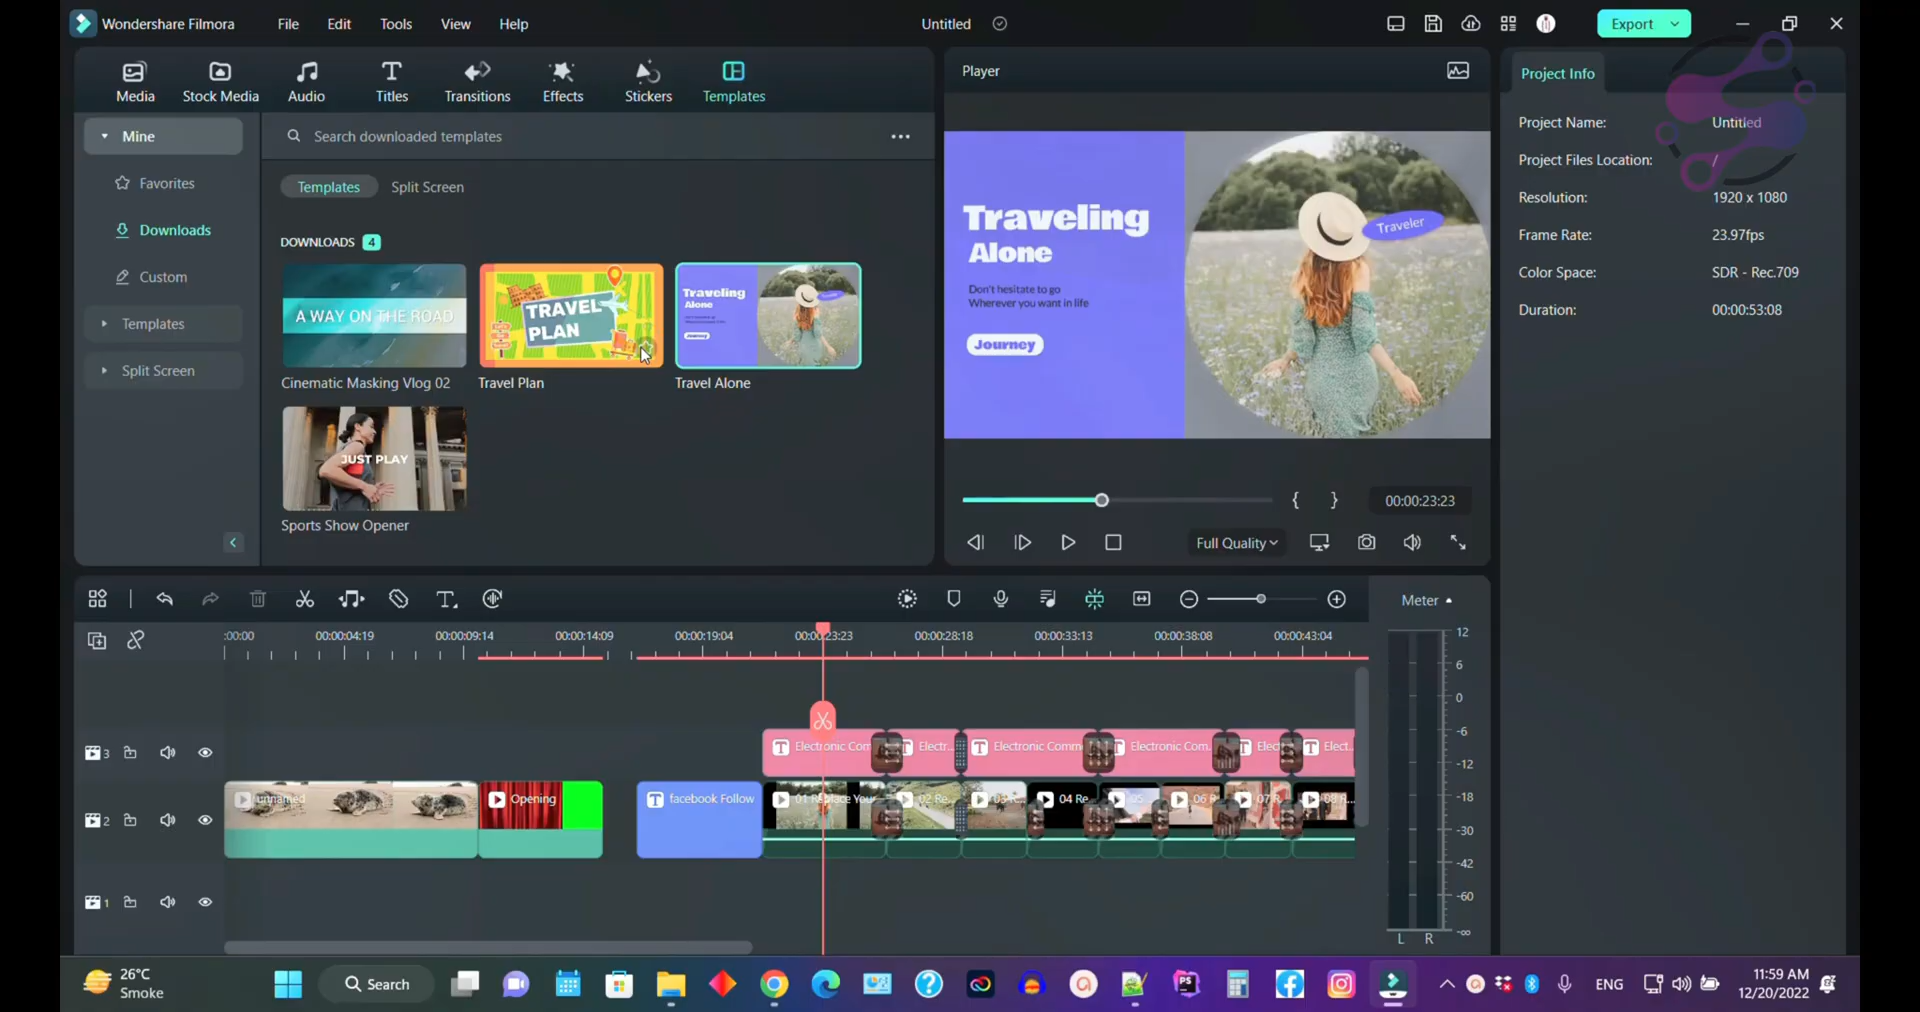 Wondershare Filmora File Edit Tools View Help Untitled Export
Media Stock Media Audio Titles Transitions Effects Stickers Templates
Player
Project Info
Mine
Search downloaded templates
Favorites
Downloads
Custom
Templates
Split Screen
Templates Split Screen
DOWNLOADS 4
A WAY ON THE ROAD
Cinematic Masking Vlog 02
TRAVEL
PLAN
Travel Plan
Traveling
Alone
Journey
Travel Alone
JUST PLAY
Sports Show Opener
Traveling
Alone
Don't hesitate to go
Wherever you want in life
Journey
Traveler
{ } 00:00:23:23
Full Quality
Project Name: Untitled
Project Files Location: /
Resolution: 1920 x 1080
Frame Rate: 23.97fps
Color Space: SDR - Rec.709
Duration: 00:00:53:08
Meter
:00:00 00:00:04:19 00:00:09:14 00:00:14:09 00:00:19:04 00:00:23:23 00:00:28:18 00:00:33:13 00:00:38:08 00:00:43:04
3 Electronic Com Electr... Electronic Comm Electronic Com... Elect Elect...
2 unnamed Opening facebook Follow 01 Replace Your 02 Re... 03 R... 04 Re... 05... 06 R 07 R 08 R...
1
12
6
0
-6
-12
-18
-30
-42
-60
-∞
L R
26°C
Smoke
Search
PS
ENG
11:59 AM
12/20/2022